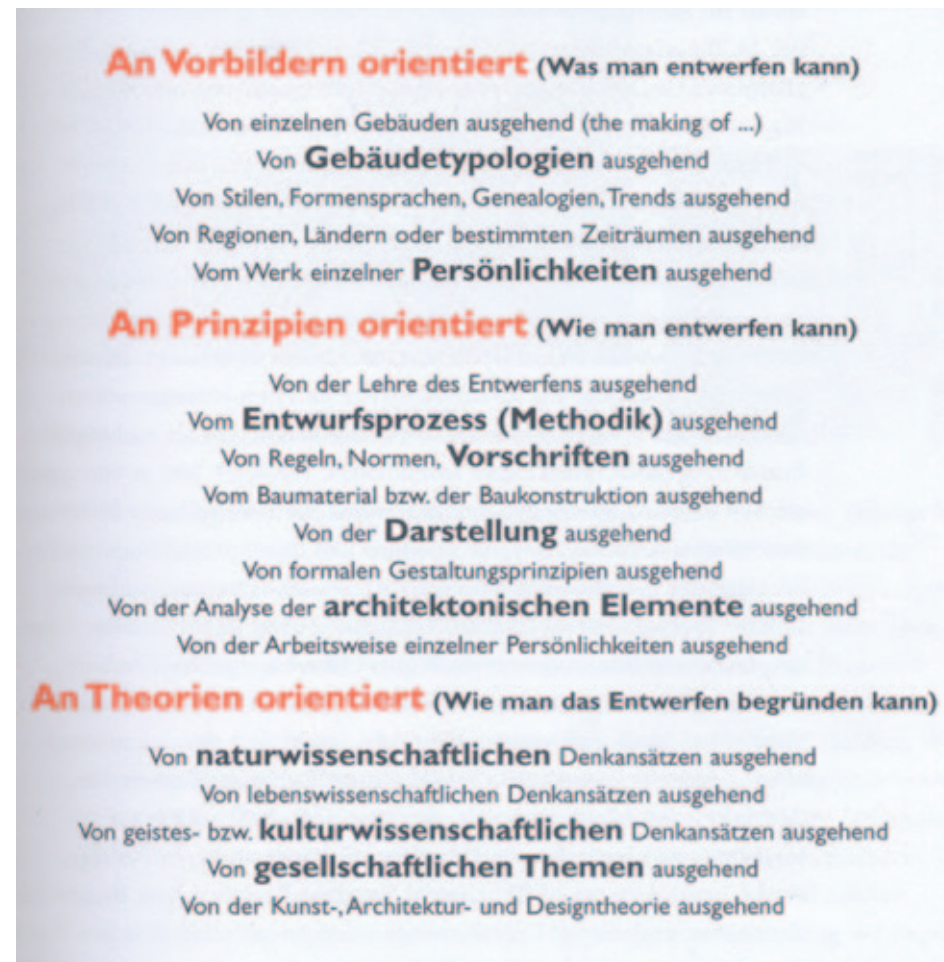 An Vorbildern orientiert (Was man entwerfen kann)
Von einzelnen Gebäuden ausgehend (the making of ...)
Von Gebäudetypologien ausgehend
Von Stilen, Formensprachen, Genealogien, Trends ausgehend
Von Regionen, Ländern oder bestimmten Zeiträumen ausgehend
Vom Werk einzelner Persönlichkeiten ausgehend
An Prinzipien orientiert (Wie man entwerfen kann)
Von der Lehre des Entwerfens ausgehend
Vom Entwurfsprozess (Methodik) ausgehend
Von Regeln, Normen, Vorschriften ausgehend
Vom Baumaterial bzw. der Baukonstruktion ausgehend
Von der Darstellung ausgehend
Von formalen Gestaltungsprinzipien ausgehend
Von der Analyse der architektonischen Elemente ausgehend
Von der Arbeitsweise einzelner Persönlichkeiten ausgehend
An Theorien orientiert (Wie man das Entwerfen begründen kann)
Von naturwissenschaftlichen Denkansätzen ausgehend
Von lebenswissenschaftlichen Denkansätzen ausgehend
Von geistes- bzw. kulturwissenschaftlichen Denkansätzen ausgehend
Von gesellschaftlichen Themen ausgehend
Von der Kunst-, Architektur- und Designtheorie ausgehend